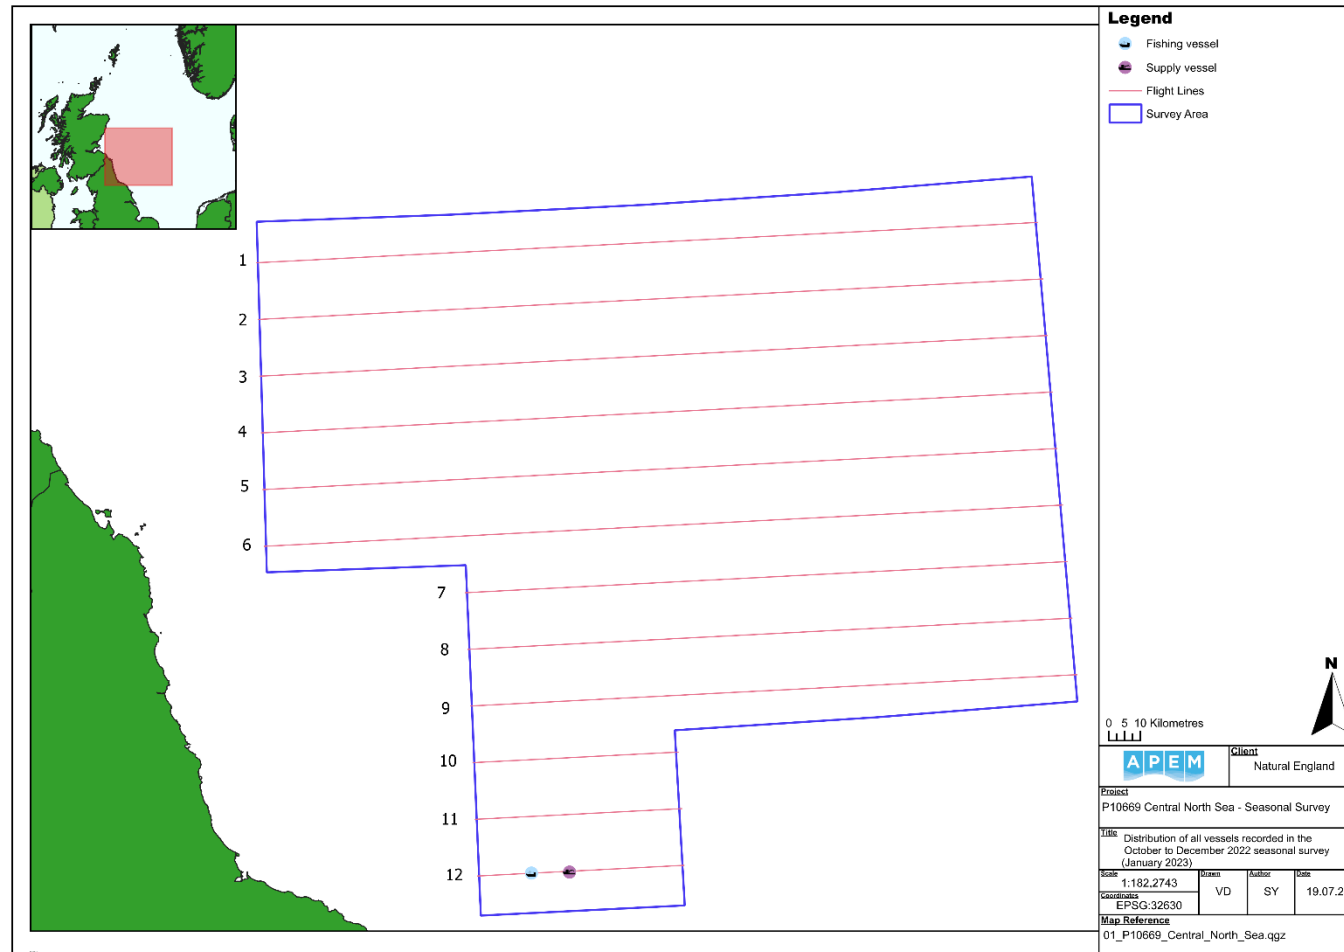 Legend
Fishing vessel
Supply vessel
Flight Lines
Survey Area
1
2
3
4
5
6
7
8
9
10
11
12
N
0 5 10 Kilometres
APEM
Client
Natural England
Project
P10669 Central North Sea - Seasonal Survey
Title
Distribution of all vessels recorded in the
October to December 2022 seasonal survey
(January 2023)
Scale
1:182,2743
Drawn
VD
Author
SY
Date
19.07.2
Coordinates
EPSG:32630
Map Reference
01_P10669_Central_North_Sea.qgz